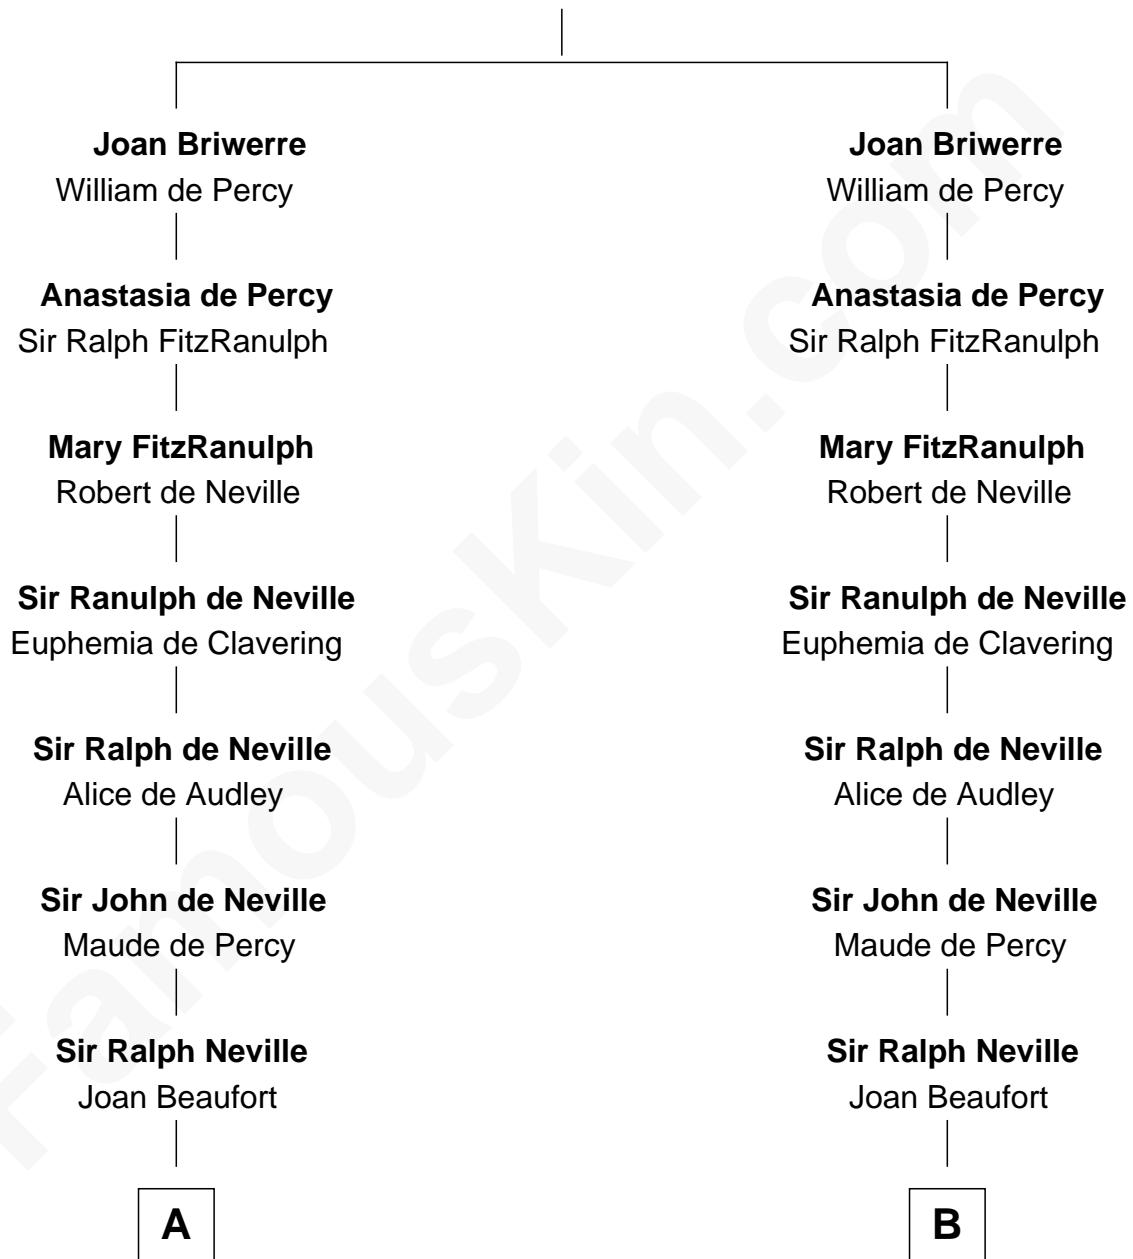 Joan Briwerre
William de Percy
Anastasia de Percy
Sir Ralph FitzRanulph
Mary FitzRanulph
Robert de Neville
Sir Ranulph de Neville
Euphemia de Clavering
Sir Ralph de Neville
Alice de Audley
Sir John de Neville
Maude de Percy
Sir Ralph Neville
Joan Beaufort
A
Joan Briwerre
William de Percy
Anastasia de Percy
Sir Ralph FitzRanulph
Mary FitzRanulph
Robert de Neville
Sir Ranulph de Neville
Euphemia de Clavering
Sir Ralph de Neville
Alice de Audley
Sir John de Neville
Maude de Percy
Sir Ralph Neville
Joan Beaufort
B
FamousKin.com